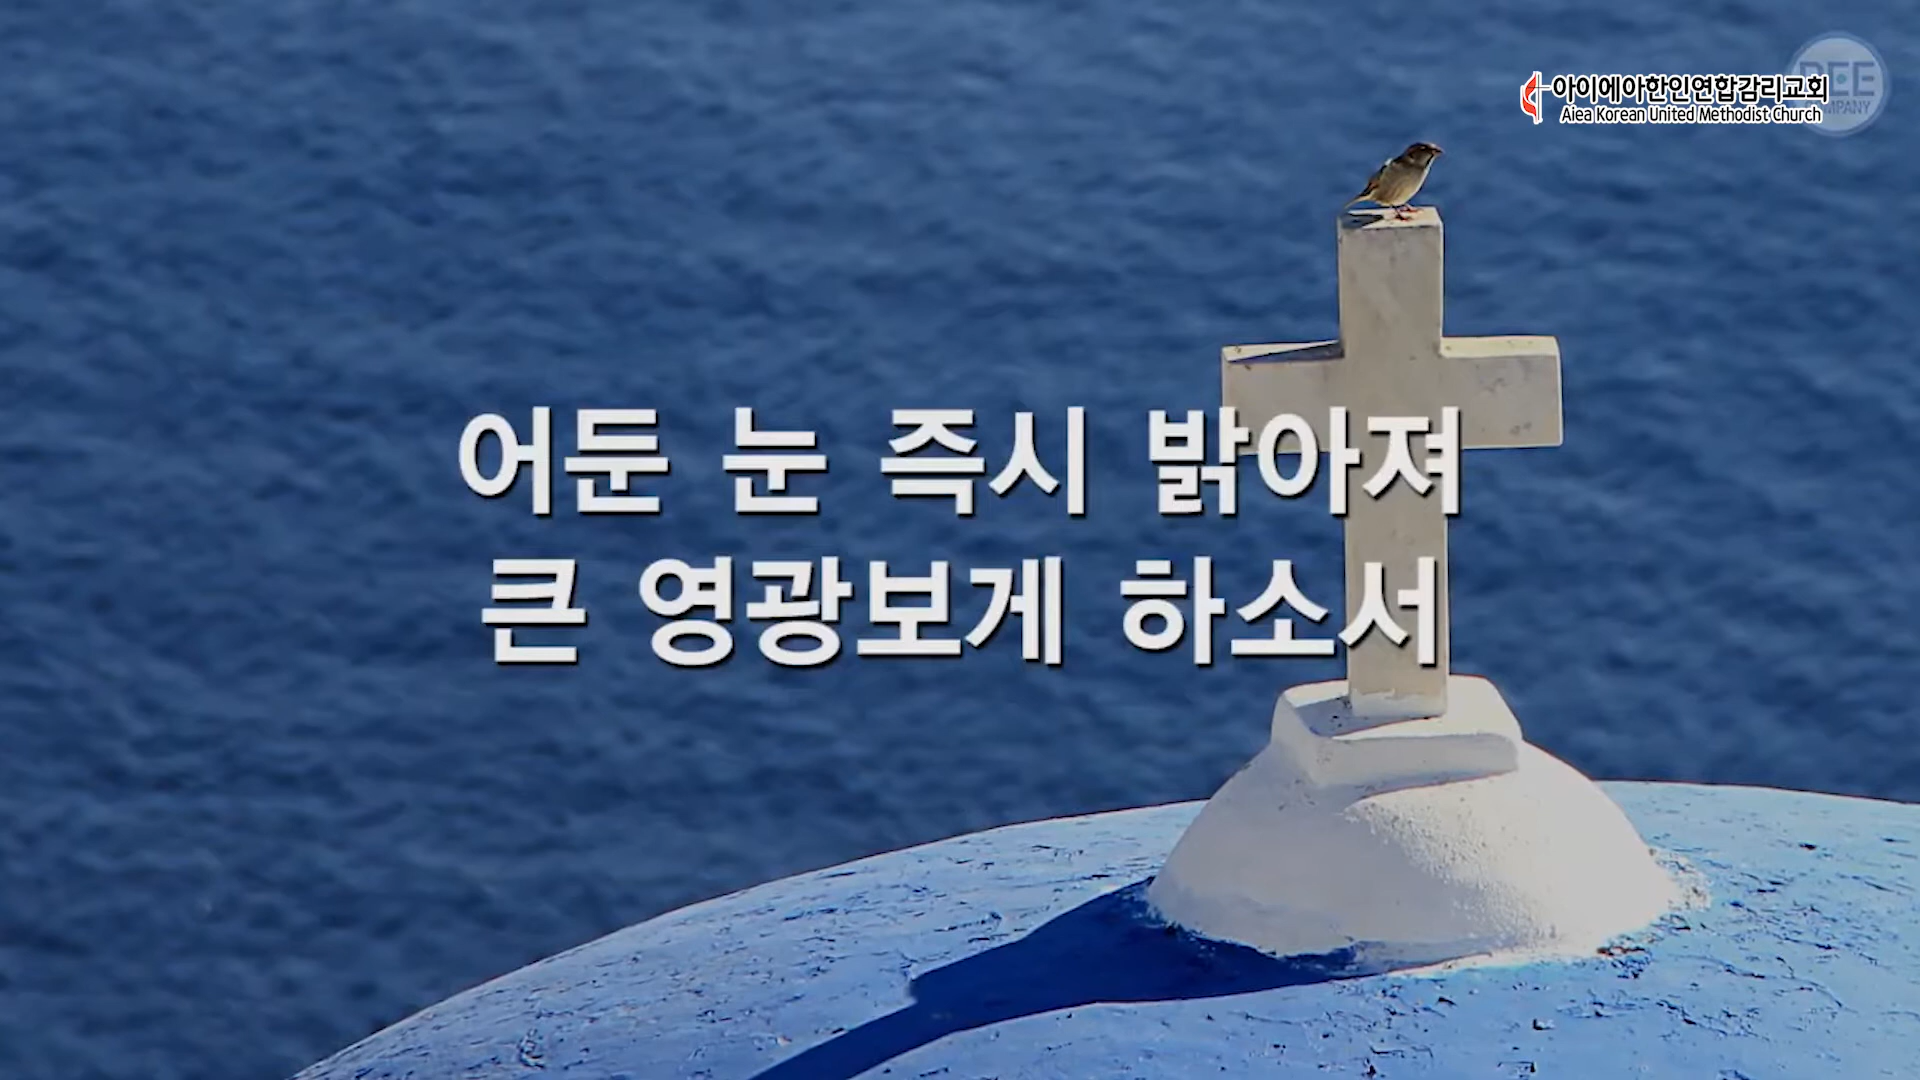 아이에아한인연합감리교회
Aiea Korean United Methodist Church
어둔 눈 즉시 밝아져
큰 영광보게 하소서